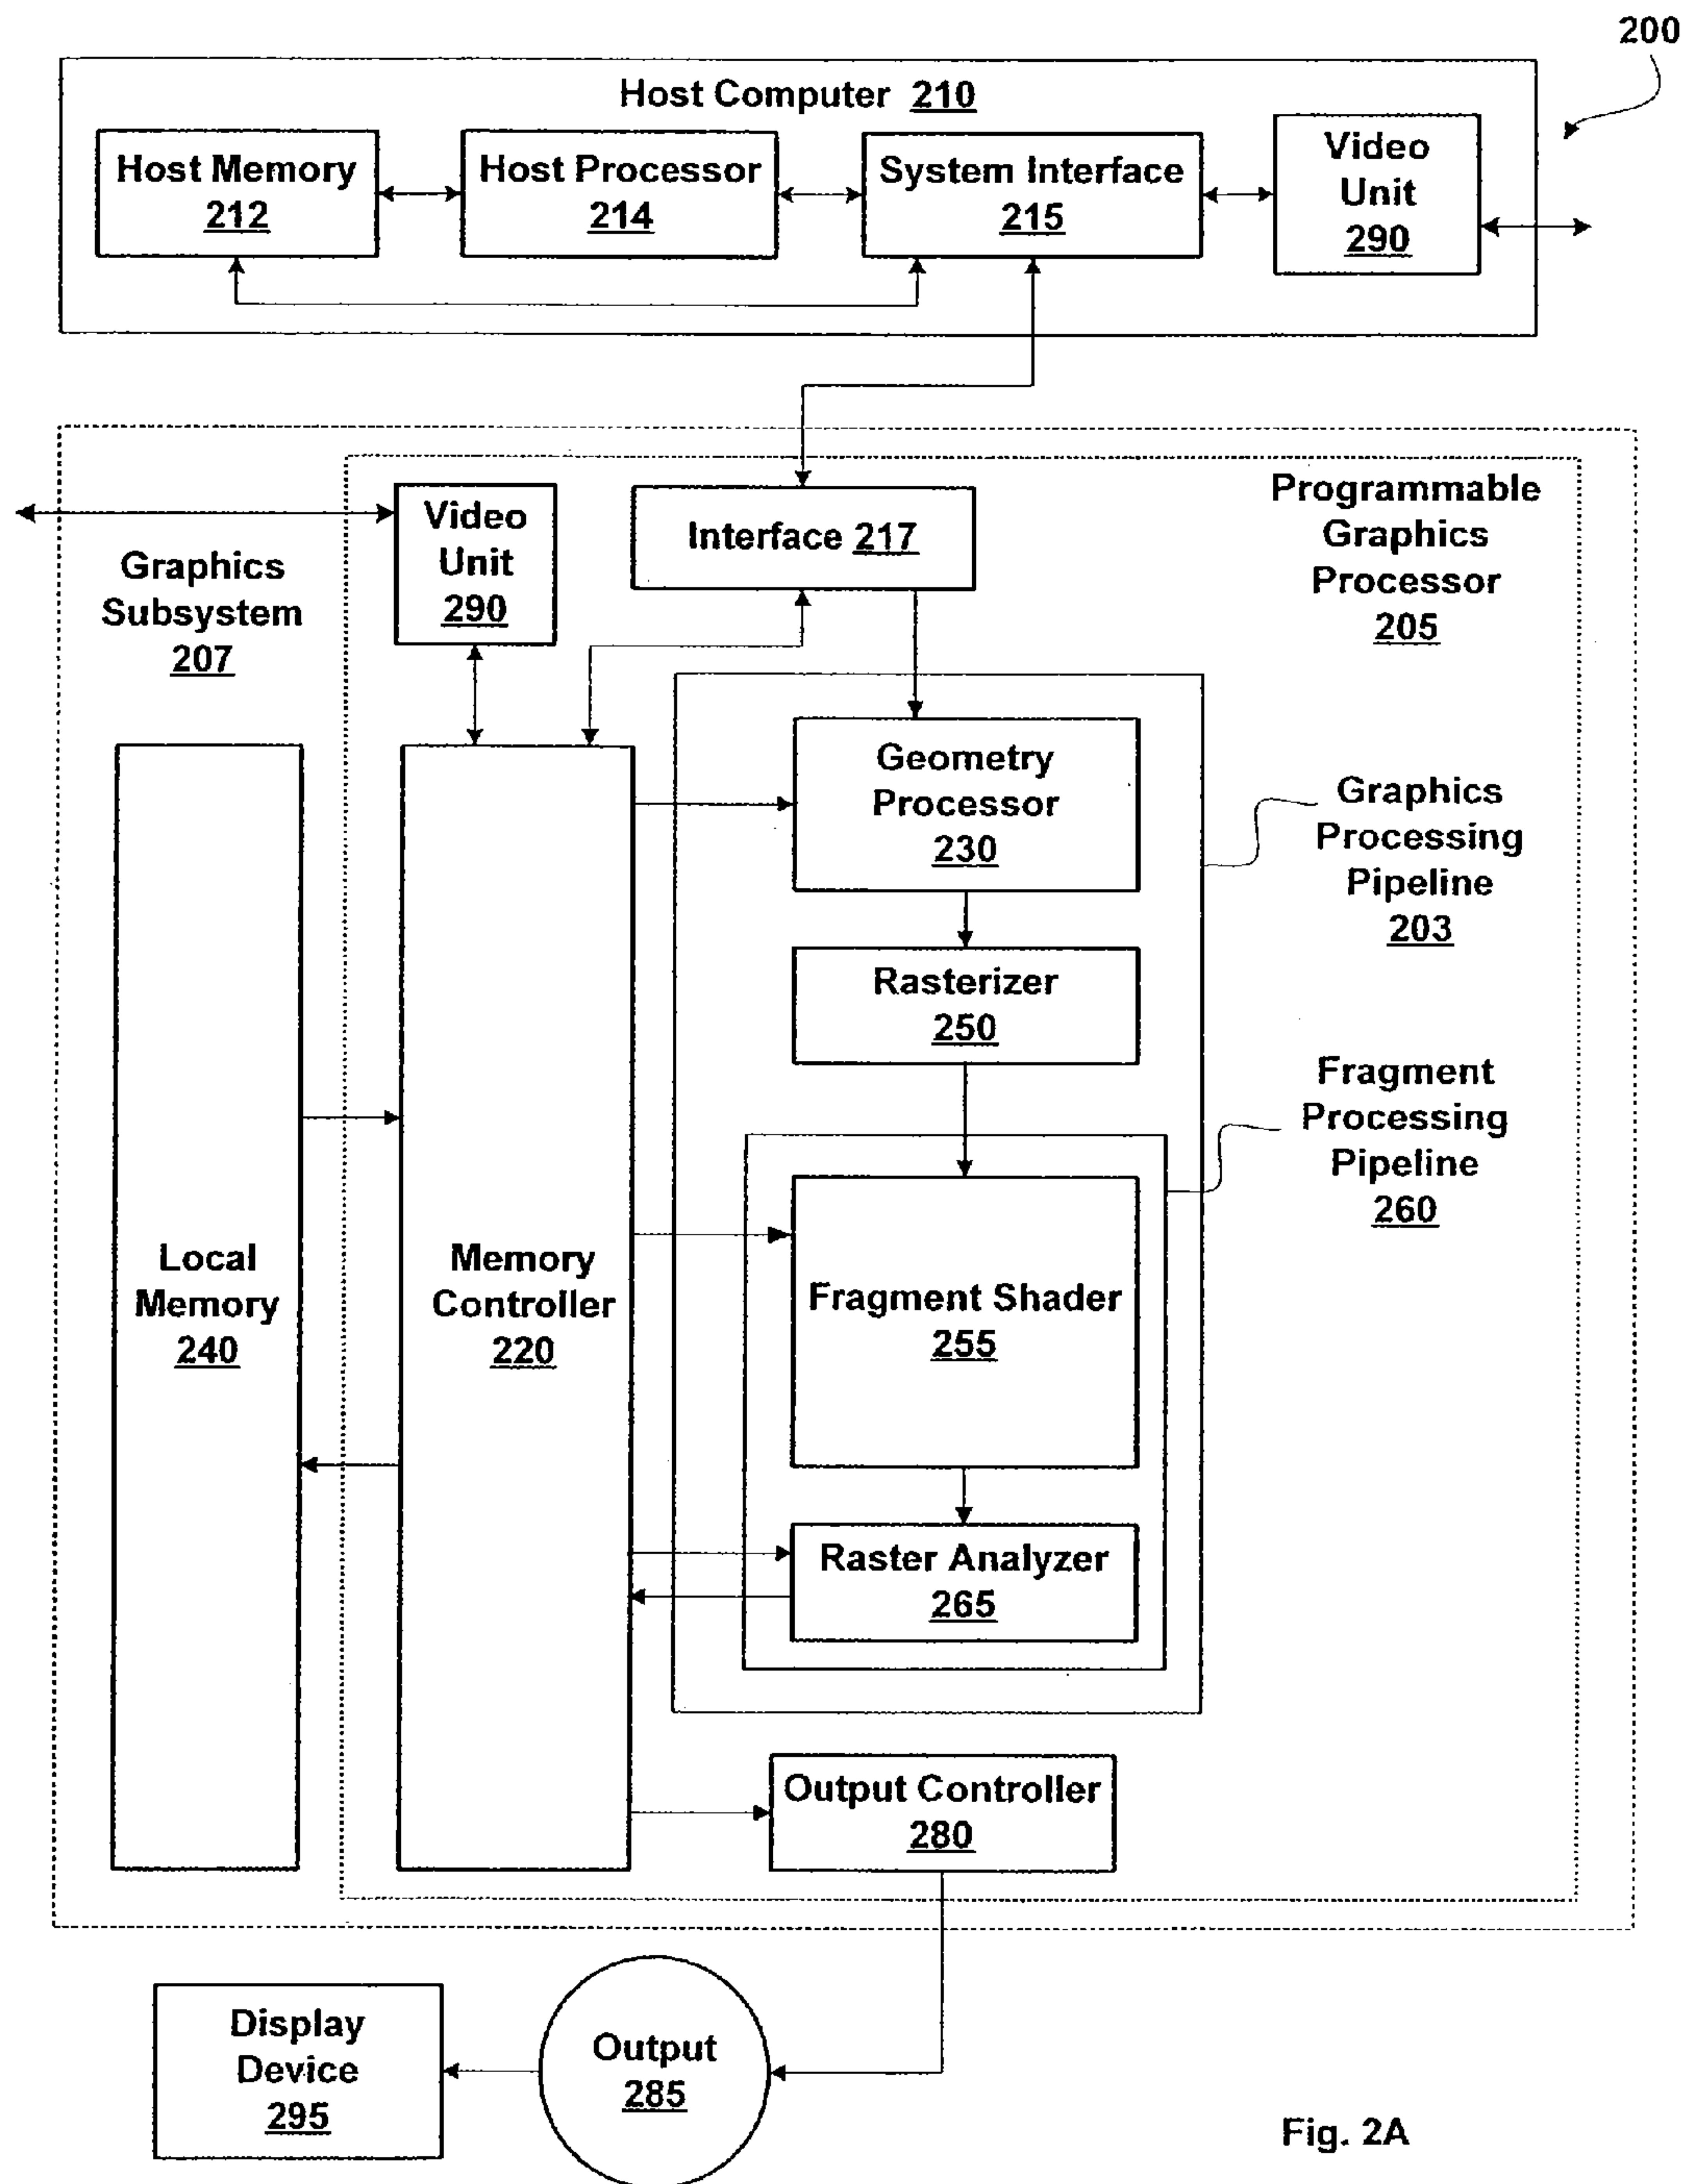 200
Host Computer 210
Host Memory
212
Host Processor
214
System Interface
215
Video
Unit
290
Graphics
Subsystem
207
Video
Unit
290
Interface 217
Programmable
Graphics
Processor
205
Geometry
Processor
230
Graphics
Processing
Pipeline
203
Rasterizer
250
Fragment
Processing
Pipeline
260
Local
Memory
240
Memory
Controller
220
Fragment Shader
255
Raster Analyzer
265
Output Controller
280
Display
Device
295
Output
285
Fig. 2A